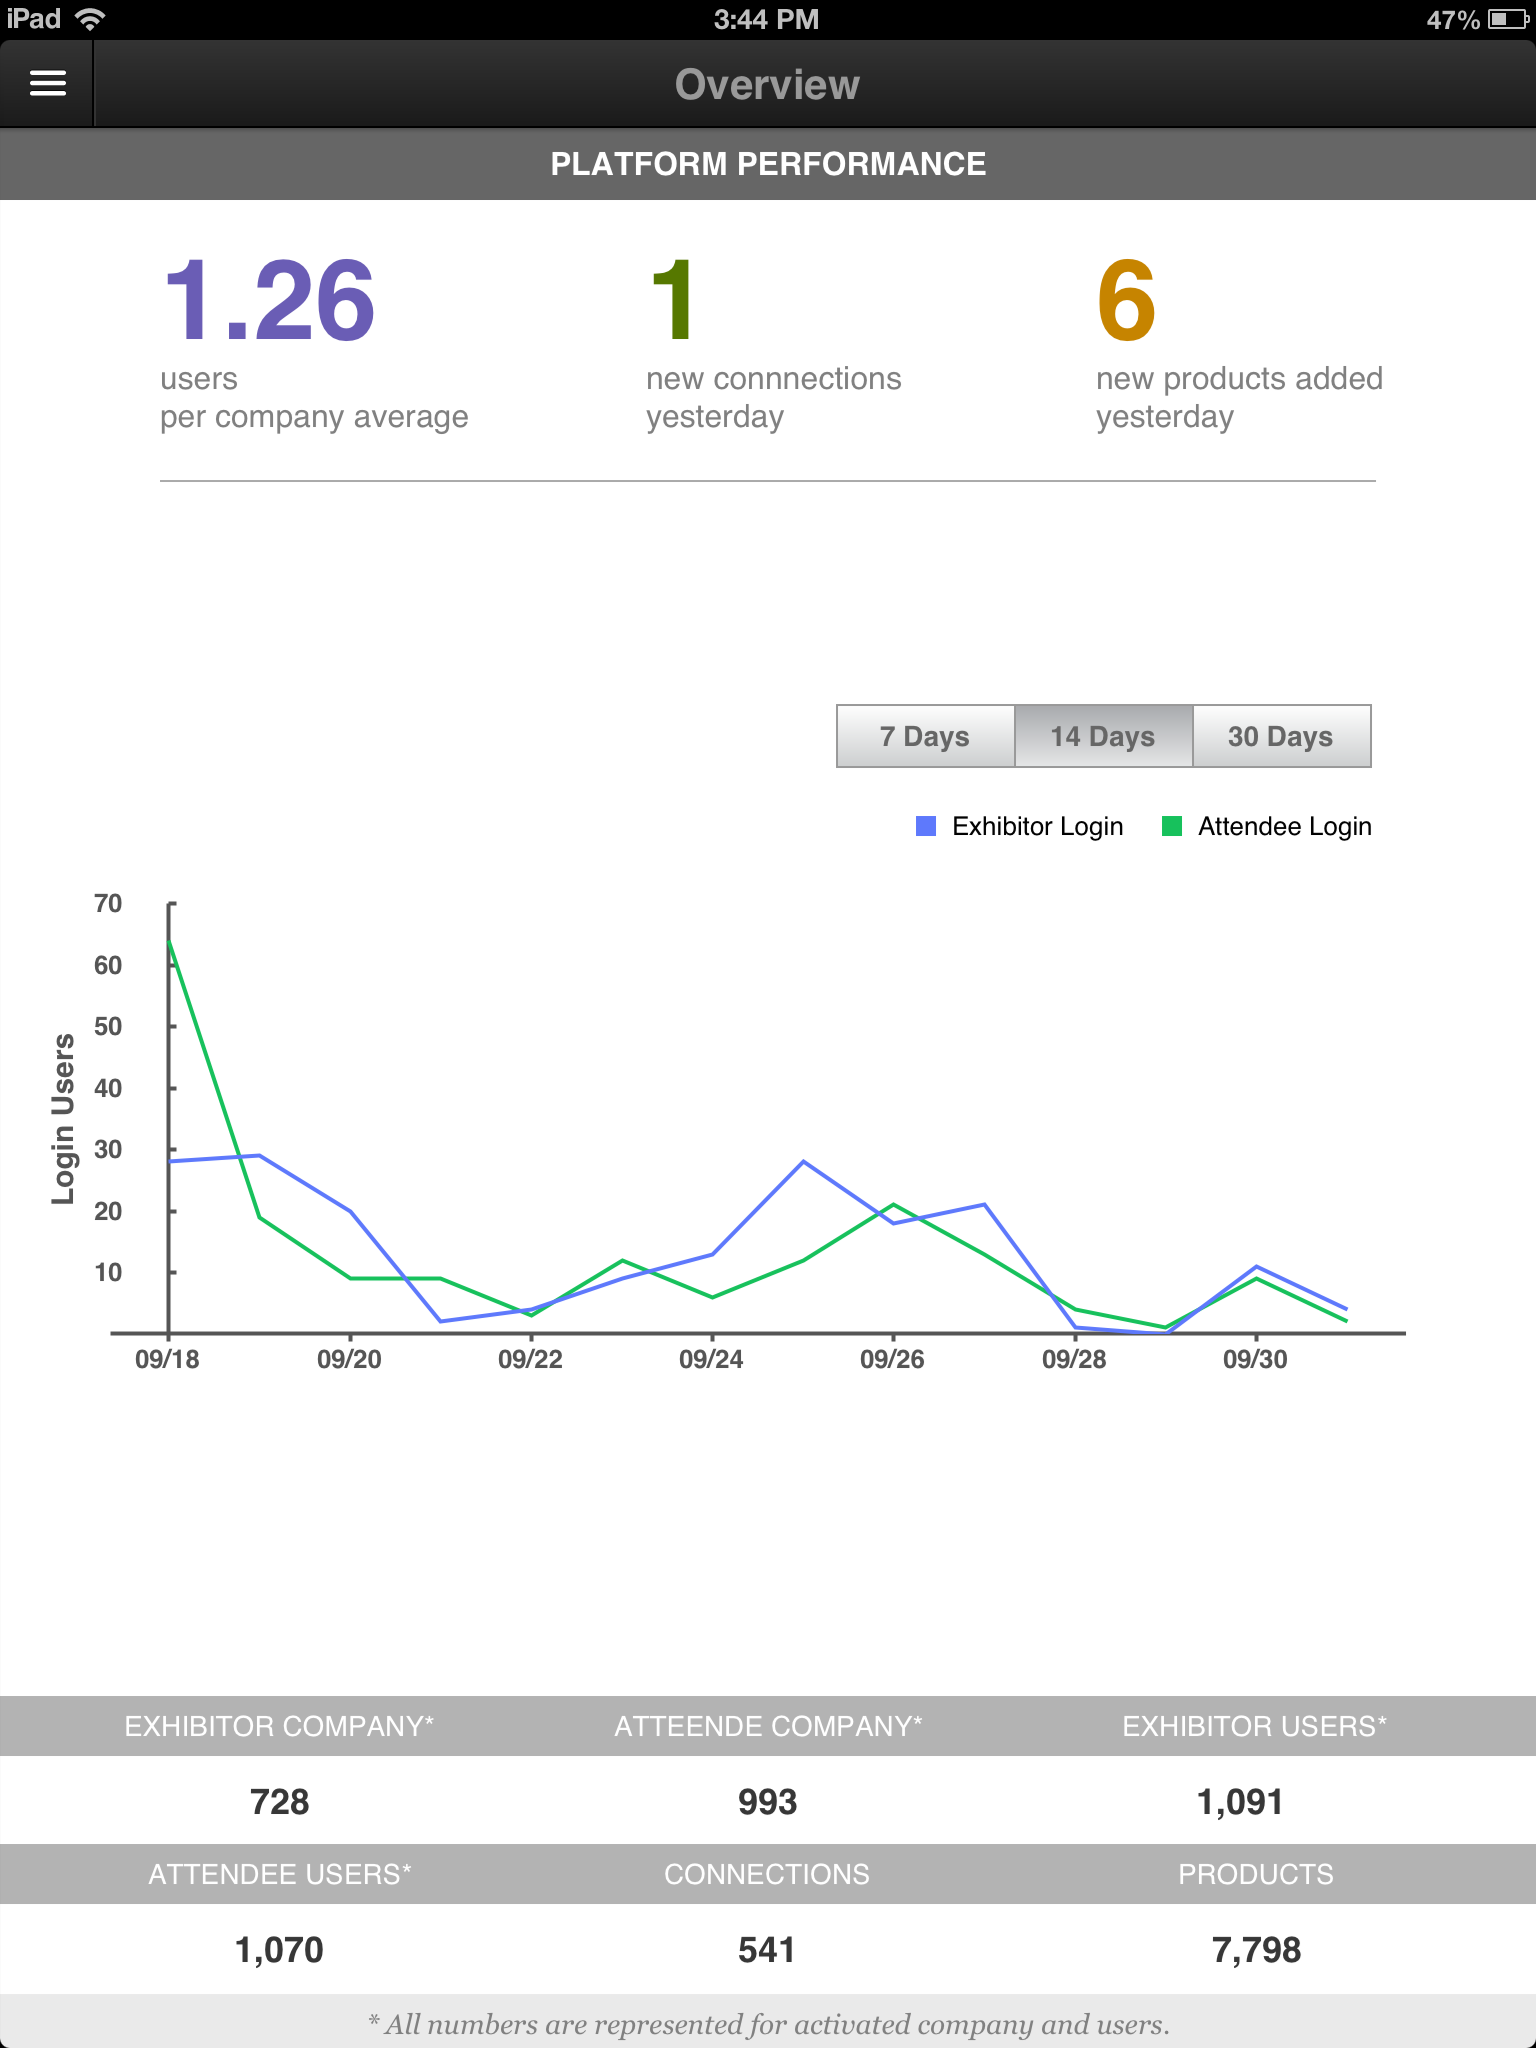 iPad 3:44 PM 47%
Overview
PLATFORM PERFORMANCE
1.26 1 6
users new connnections new products added
per company average yesterday yesterday
7 Days 14 Days 30 Days
Exhibitor Login Attendee Login
Login Users
70
60
50
40
30
20
10
09/18 09/20 09/22 09/24 09/26 09/28 09/30
EXHIBITOR COMPANY* ATTEENDE COMPANY* EXHIBITOR USERS*
728 993 1,091
ATTENDEE USERS* CONNECTIONS PRODUCTS
1,070 541 7,798
* All numbers are represented for activated company and users.